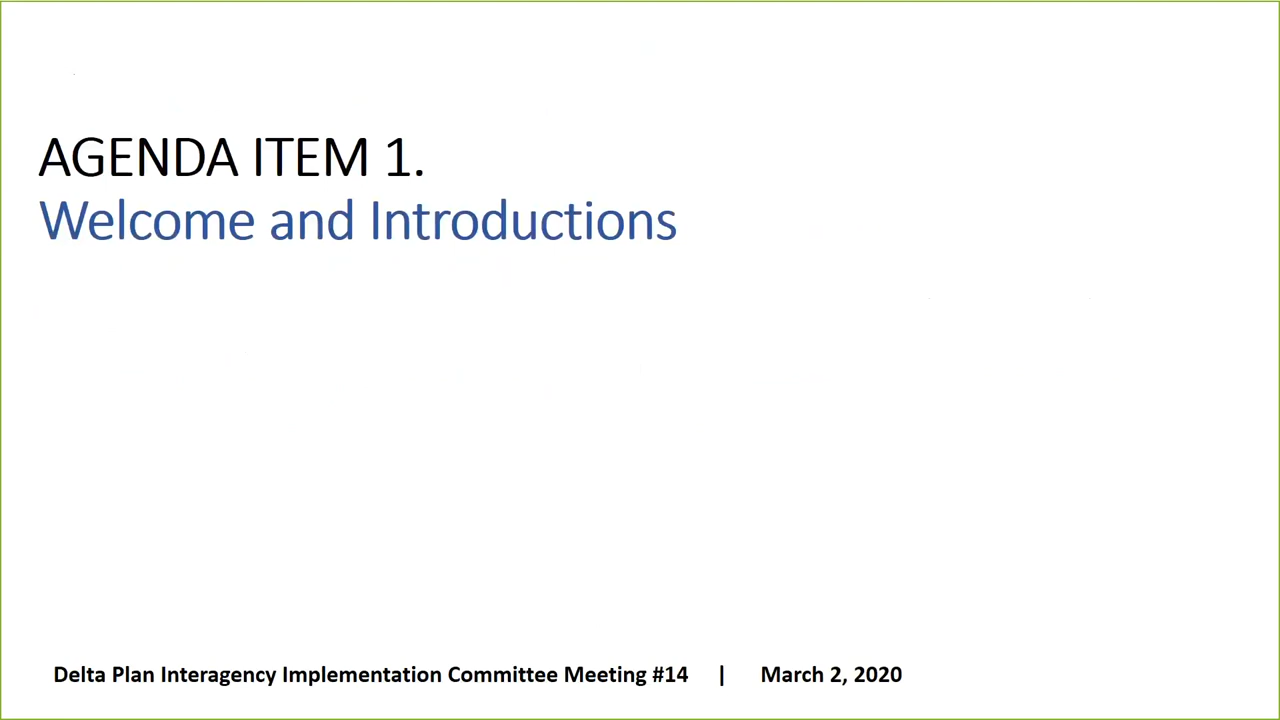 AGENDA ITEM 1.
Welcome and Introductions
Delta Plan Interagency Implementation Committee Meeting #14 | March 2, 2020